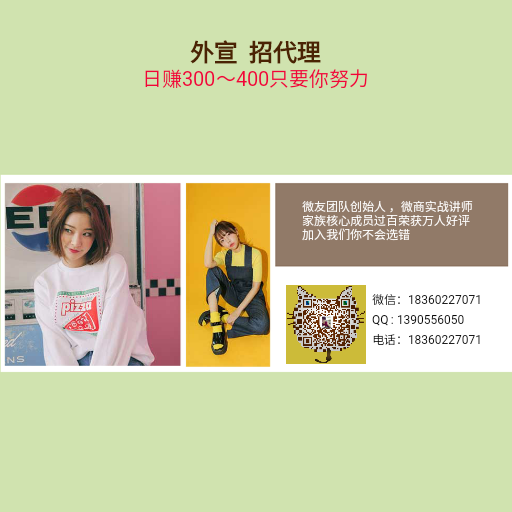 外宣 招代理
日赚300～400只要你努力
微友团队创始人 ，微商实战讲师
家族核心成员过百荣获万人好评
加入我们你不会选错
pizza
NS
微信：18360227071
QQ : 1390556050
电话：18360227071